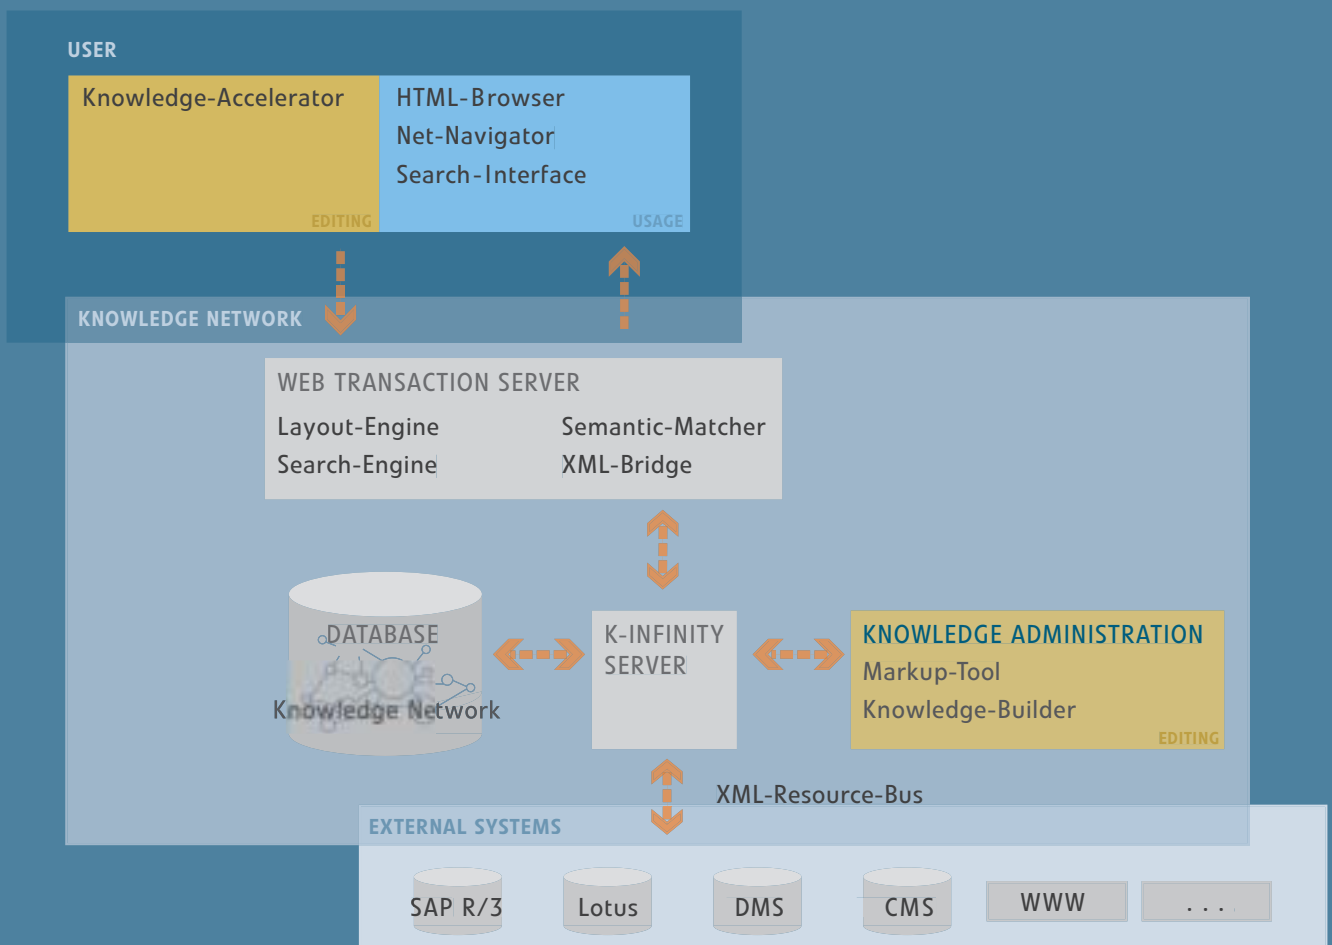 USER
Knowledge-Accelerator
EDITING
HTML-Browser
Net-Navigator
Search-Interface
USAGE
KNOWLEDGE NETWORK
WEB TRANSACTION SERVER
Layout-Engine
Search-Engine
Semantic-Matcher
XML-Bridge
DATABASE
Knowledge Network
K-INFINITY
SERVER
KNOWLEDGE ADMINISTRATION
Markup-Tool
Knowledge-Builder
EDITING
XML-Resource-Bus
EXTERNAL SYSTEMS
SAP R/3
Lotus
DMS
CMS
WWW
. . .